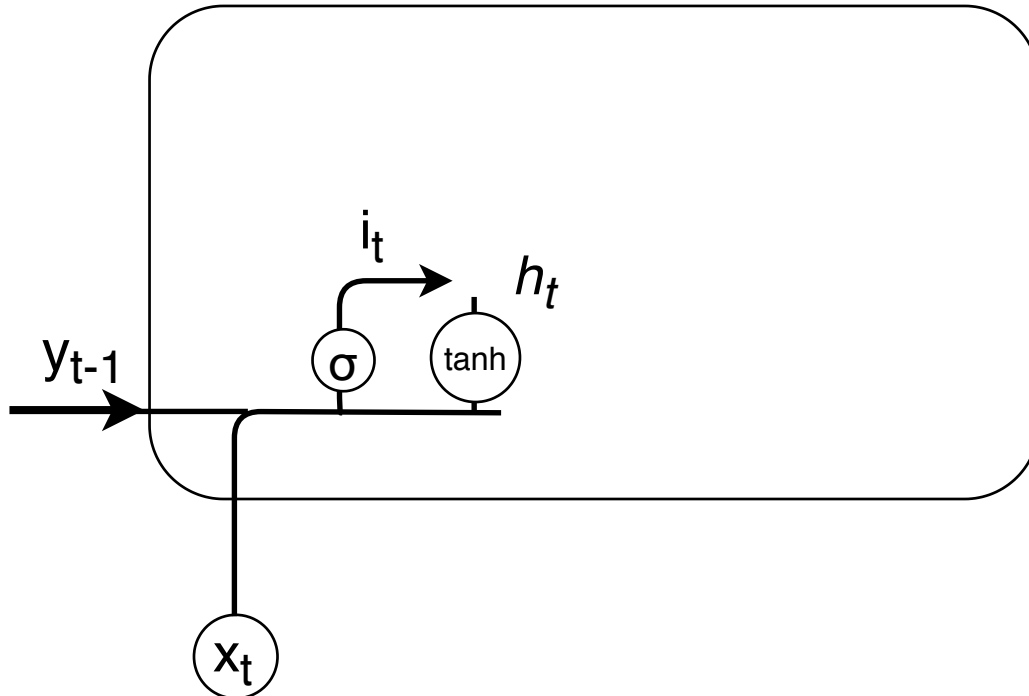 i_t
h_t
y_{t-1}
σ
tanh
x_t